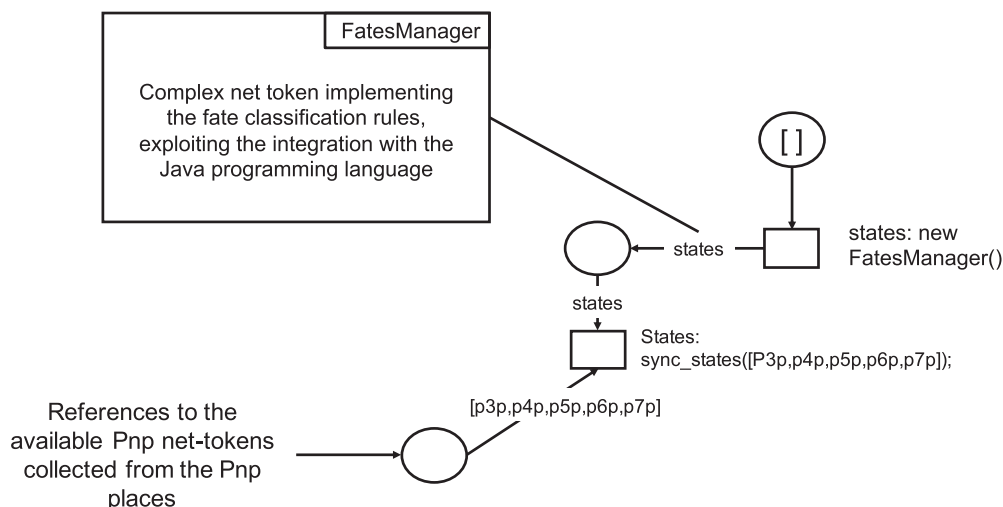 FatesManager
Complex net token implementing
the fate classification rules,
exploiting the integration with the
Java programming language
[ ]
states: new
FatesManager()
states
states
States:
sync_states([P3p,p4p,p5p,p6p,p7p]);
[p3p,p4p,p5p,p6p,p7p]
References to the
available Pnp net-tokens
collected from the Pnp
places